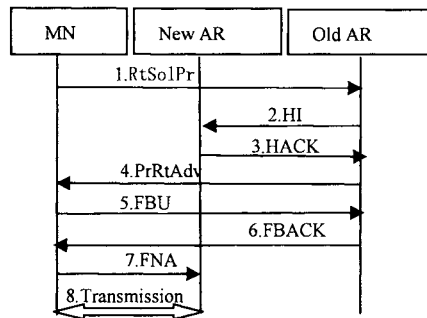 MN
New AR
Old AR
1.RtSolPr
2.HI
3.HACK
4.PrRtAdv
5.FBU
6.FBACK
7.FNA
8.Transmission